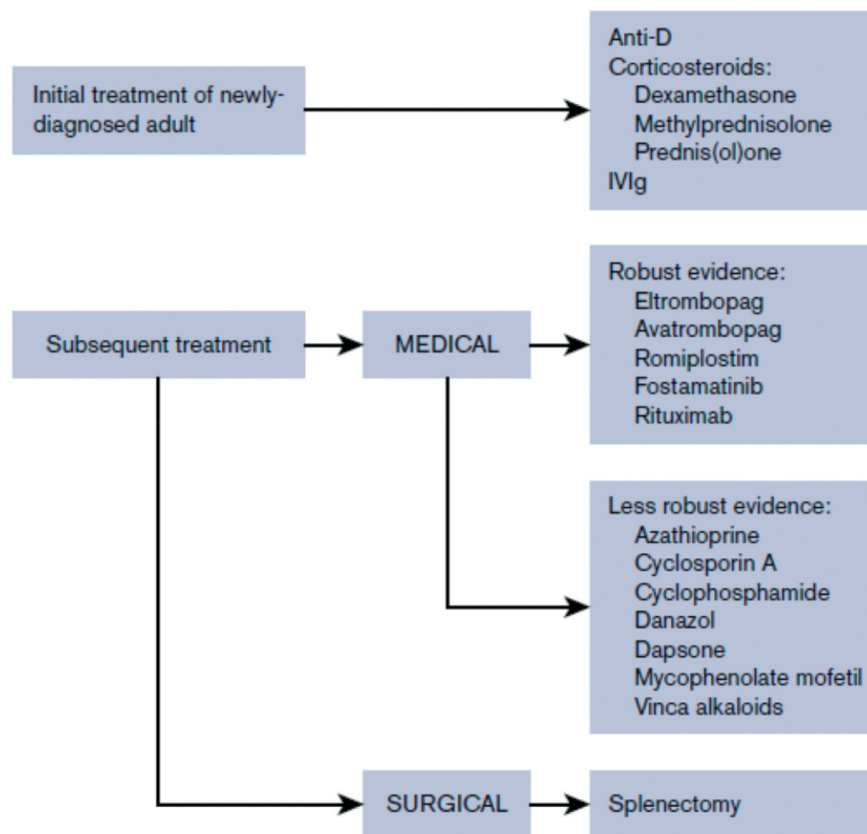 Initial treatment of newly-
diagnosed adult
Anti-D
Corticosteroids:
Dexamethasone
Methylprednisolone
Prednis(ol)one
IVIg
Subsequent treatment
MEDICAL
Robust evidence:
Eltrombopag
Avatrombopag
Romiplostim
Fostamatinib
Rituximab
Less robust evidence:
Azathioprine
Cyclosporin A
Cyclophosphamide
Danazol
Dapsone
Mycophenolate mofetil
Vinca alkaloids
SURGICAL
Splenectomy